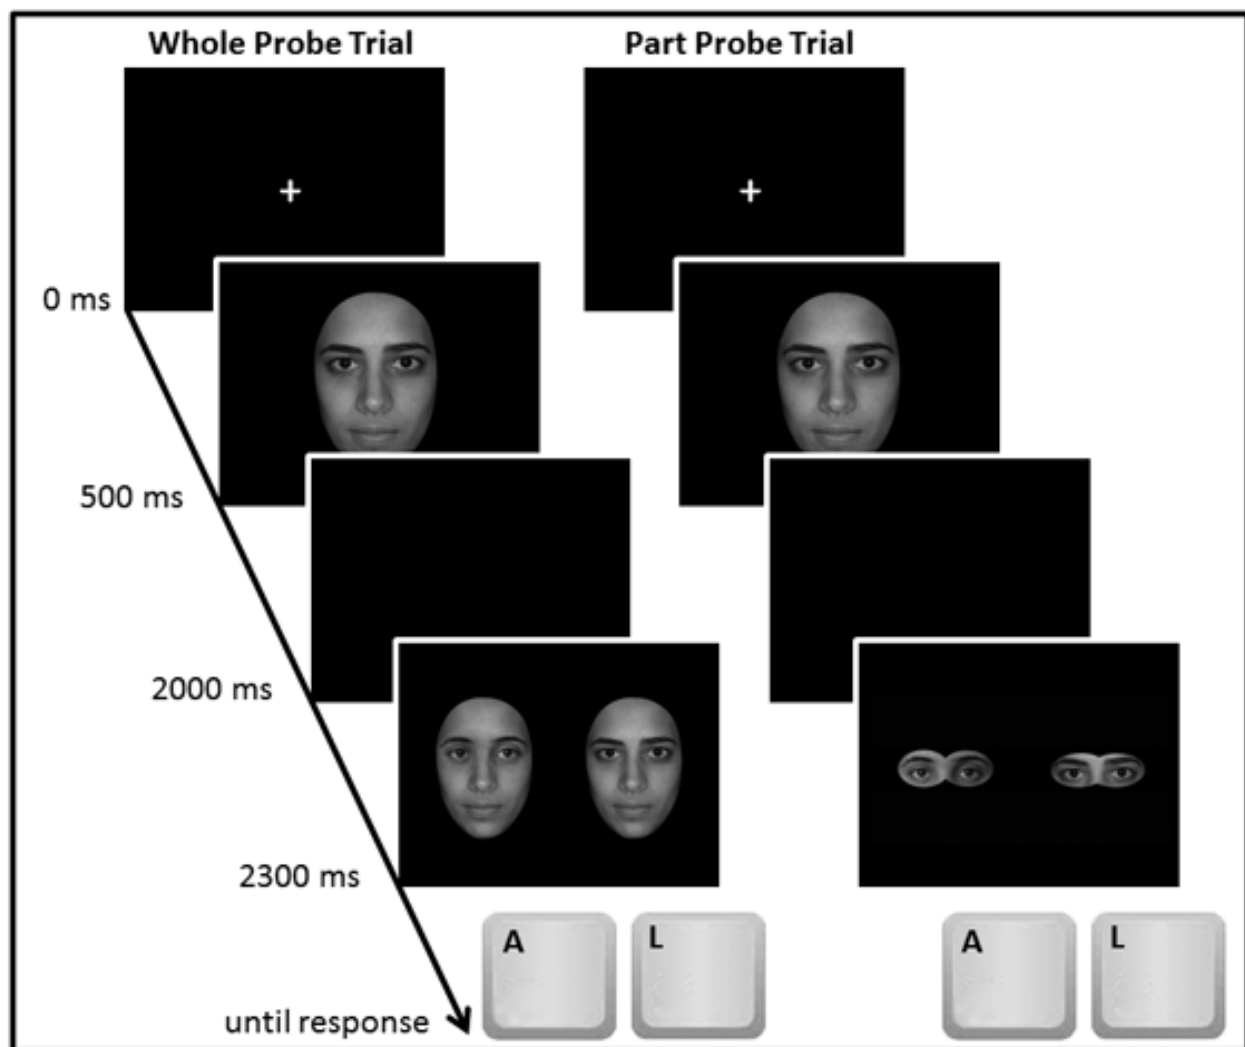 Whole Probe Trial
Part Probe Trial
0 ms
500 ms
2000 ms
2300 ms
A
L
A
L
until response